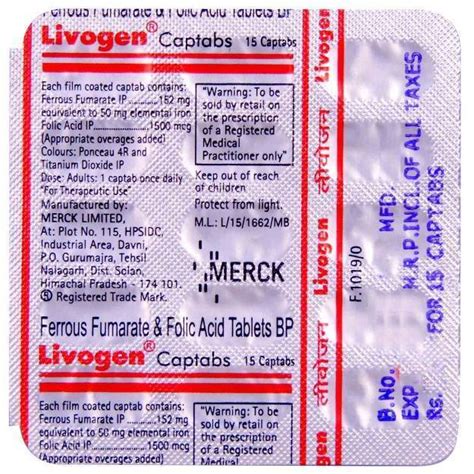 Ferrous Fumarate & Folic Acid Tablets BP
Livogen® Captabs 15 Captabs
Each film coated captab contains:
Ferrous Fumarate IP ..........152 mg
equivalent to 50 mg elemental iron
Folic Acid IP...................1500 mcg
(Appropriate overages added)
Colours: Ponceau 4R and
Titanium Dioxide IP
Dose: Adults: 1 captab once daily
"For Therapeutic Use"
Manufactured by:
MERCK LIMITED,
At: Plot No. 115, HPSIDC,
Industrial Area, Davni,
P.O. Gurumajra, Tehsil
Nalagarh, Dist. Solan,
Himachal Pradesh - 174 101.
® Registered Trade Mark.
"Warning: To be
sold by retail on
the prescription
of a Registered
Medical
Practitioner only"
Keep out of reach
of children
Protect from light.
M.L: L/15/1662/MB
MERCK
Ferrous Fumarate & Folic Acid Tablets BP
Livogen® Captabs 15 Captabs
Each film coated captab contains:
Ferrous Fumarate IP ..........152 mg
equivalent to 50 mg elemental iron
Folic Acid IP...................1500 mcg
(Appropriate overages added)
"Warning: To be
sold by retail on
the prescription
of a Registered
Medical
Livogen लीवोजन Livogen लीवोजन Livogen
F.1019/0
B.No.
MFD.
EXP
M.R.P.INCL.OF ALL TAXES
Rs. FOR 15 CAPTABS